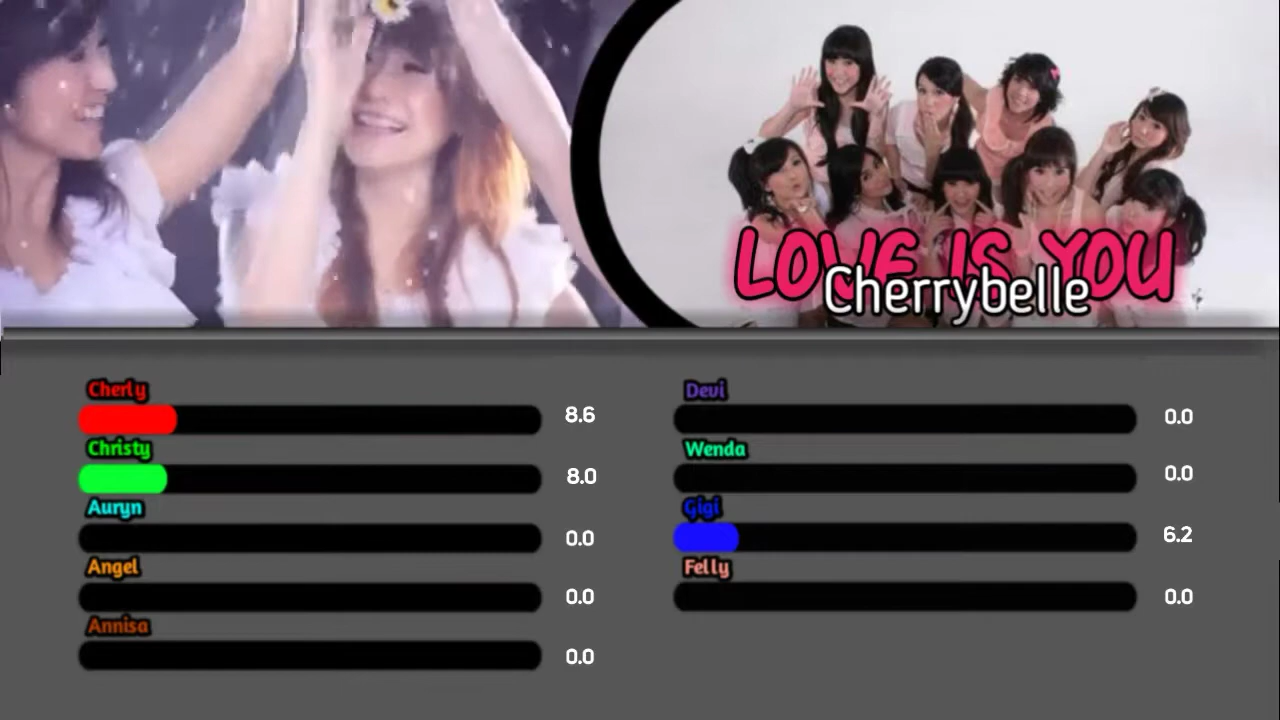 LOVE IS YOU
Cherrybelle
Cherly
8.6
Christy
8.0
Auryn
0.0
Angel
0.0
Annisa
0.0
Devi
0.0
Wenda
0.0
Gigi
6.2
Felly
0.0